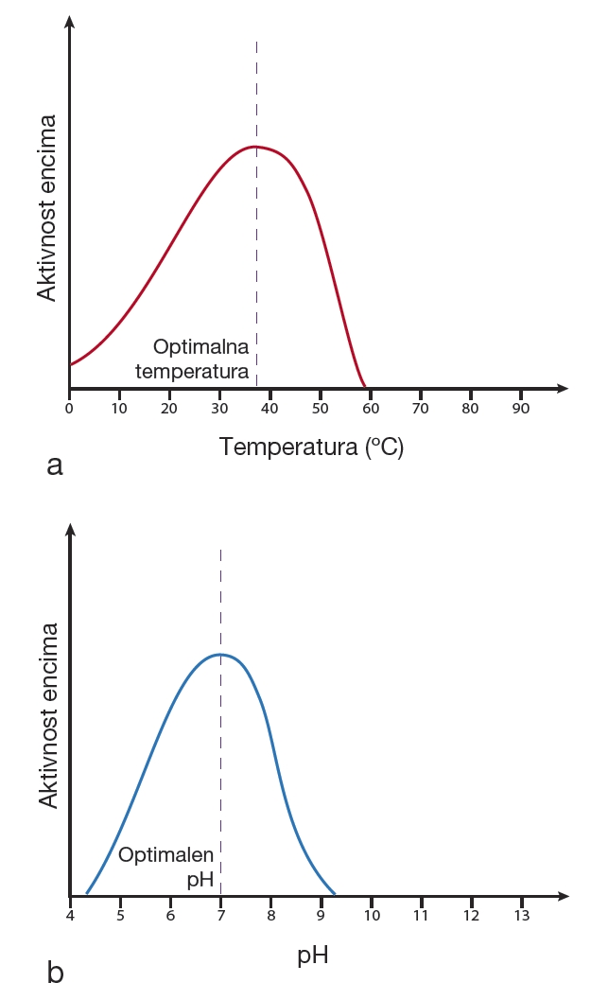 Aktivnost encima
Optimalna
temperatura
0 10 20 30 40 50 60 70 80 90
Temperatura (ºC)
a
Aktivnost encima
Optimalen
pH
4 5 6 7 8 9 10 11 12 13
pH
b